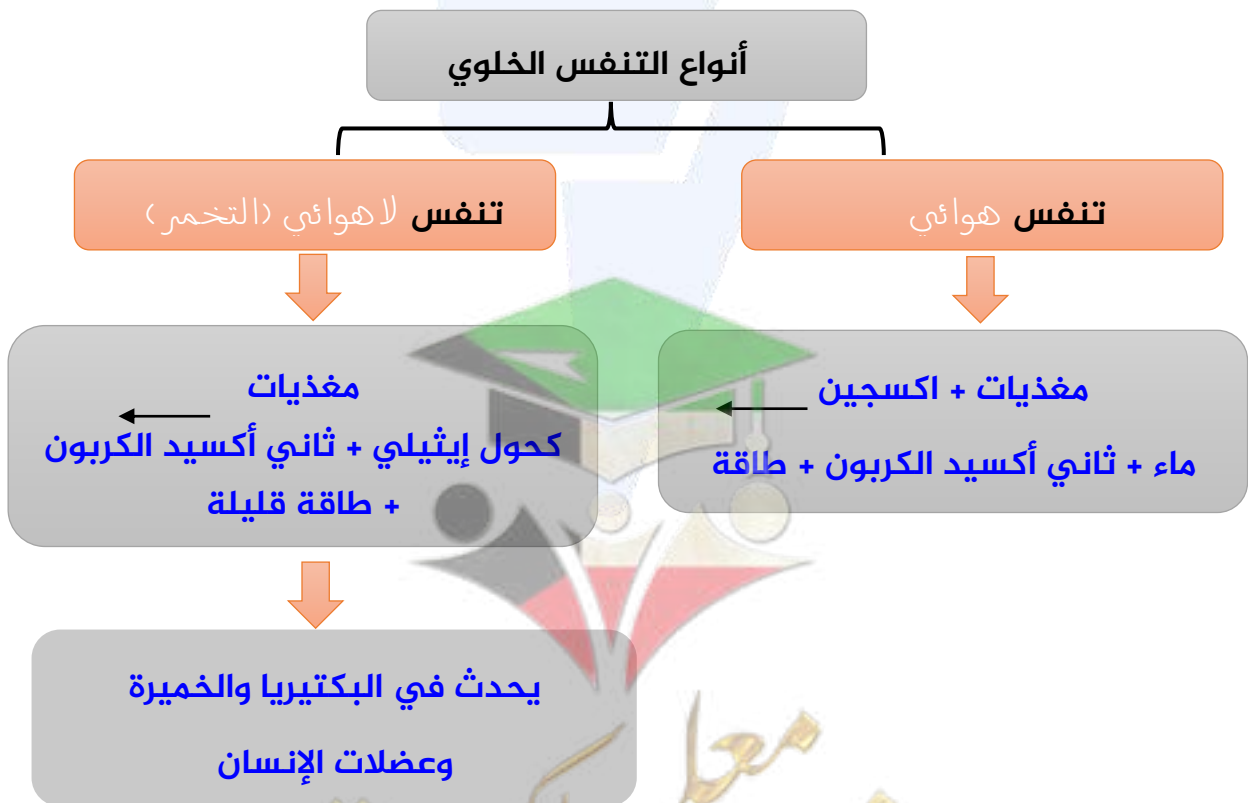 أنواع التنفس الخلوي
تنفس هوائي
تنفس لاهوائي (التخمر)
مغذيات + اكسجين
ماء + ثاني أكسيد الكربون + طاقة
مغذيات
كحول إيثيلي + ثاني أكسيد الكربون
+ طاقة قليلة
يحدث في البكتيريا والخميرة
وعضلات الإنسان
معا